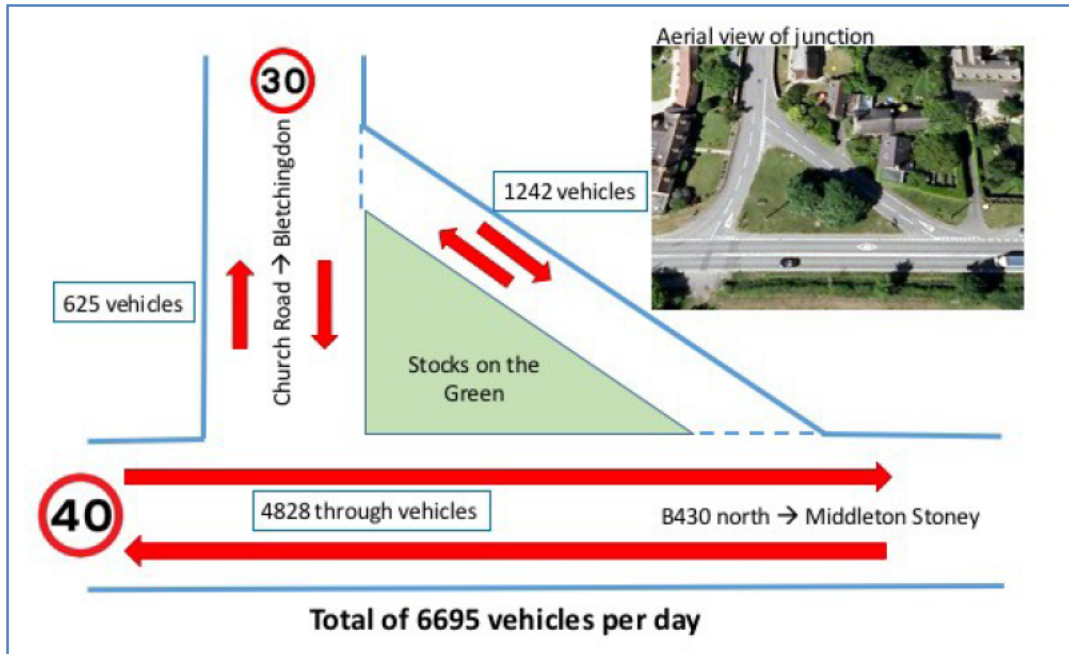 Aerial view of junction
30
Church Road → Bletchingdon
1242 vehicles
625 vehicles
Stocks on the
Green
40
4828 through vehicles
B430 north → Middleton Stoney
Total of 6695 vehicles per day